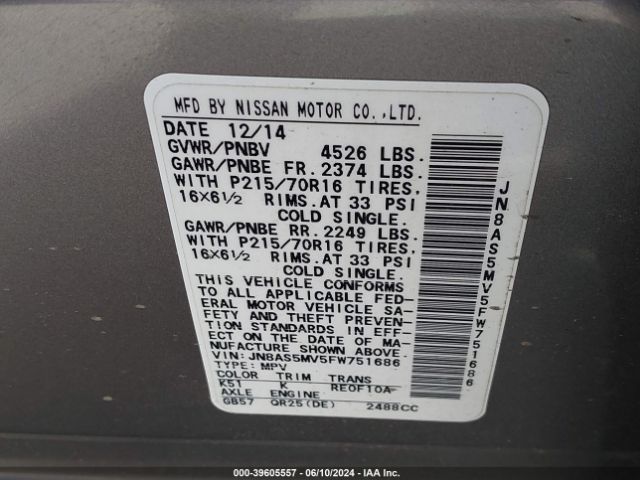 MFD BY NISSAN MOTOR CO.,LTD.
DATE 12/14
GVWR/PNBV 4526 LBS.
GAWR/PNBE FR. 2374 LBS.
WITH P215/70R16 TIRES.
16X6 1/2 RIMS. AT 33 PSI
COLD SINGLE.
GAWR/PNBE RR. 2249 LBS.
WITH P215/70R16 TIRES.
16X6 1/2 RIMS. AT 33 PSI
COLD SINGLE.
THIS VEHICLE CONFORMS
TO ALL APPLICABLE FED-
ERAL MOTOR VEHICLE SA-
FETY AND THEFT PREVEN-
TION STANDARDS IN EFF-
ECT ON THE DATE OF MA-
NUFACTURE SHOWN ABOVE.
VIN: JN8AS5MV5FW751686
TYPE: MPV
COLOR TRIM TRANS
K51 K RE0F10A
AXLE ENGINE
GB57 QR25(DE) 2488CC
JN8AS5MV5FW751686
000-39605557 - 06/10/2024 - IAA Inc.